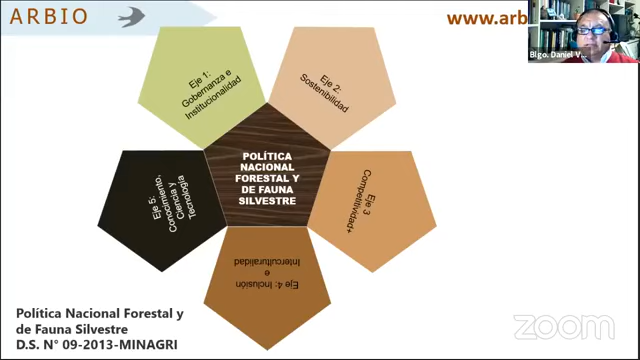 ARBIO
www.arb
Blgo. Daniel V...
Eje 1:
Gobernanza e
Institucionalidad
Eje 2:
Sostenibilidad
POLÍTICA
NACIONAL
FORESTAL Y
DE FAUNA
SILVESTRE
Eje 3
Competitividad+
Eje 5:
Conocimiento,
Ciencia y
Tecnología
Eje 4: Inclusión
e
Interculturalidad
Política Nacional Forestal y
de Fauna Silvestre
D.S. N° 09-2013-MINAGRI
zoom